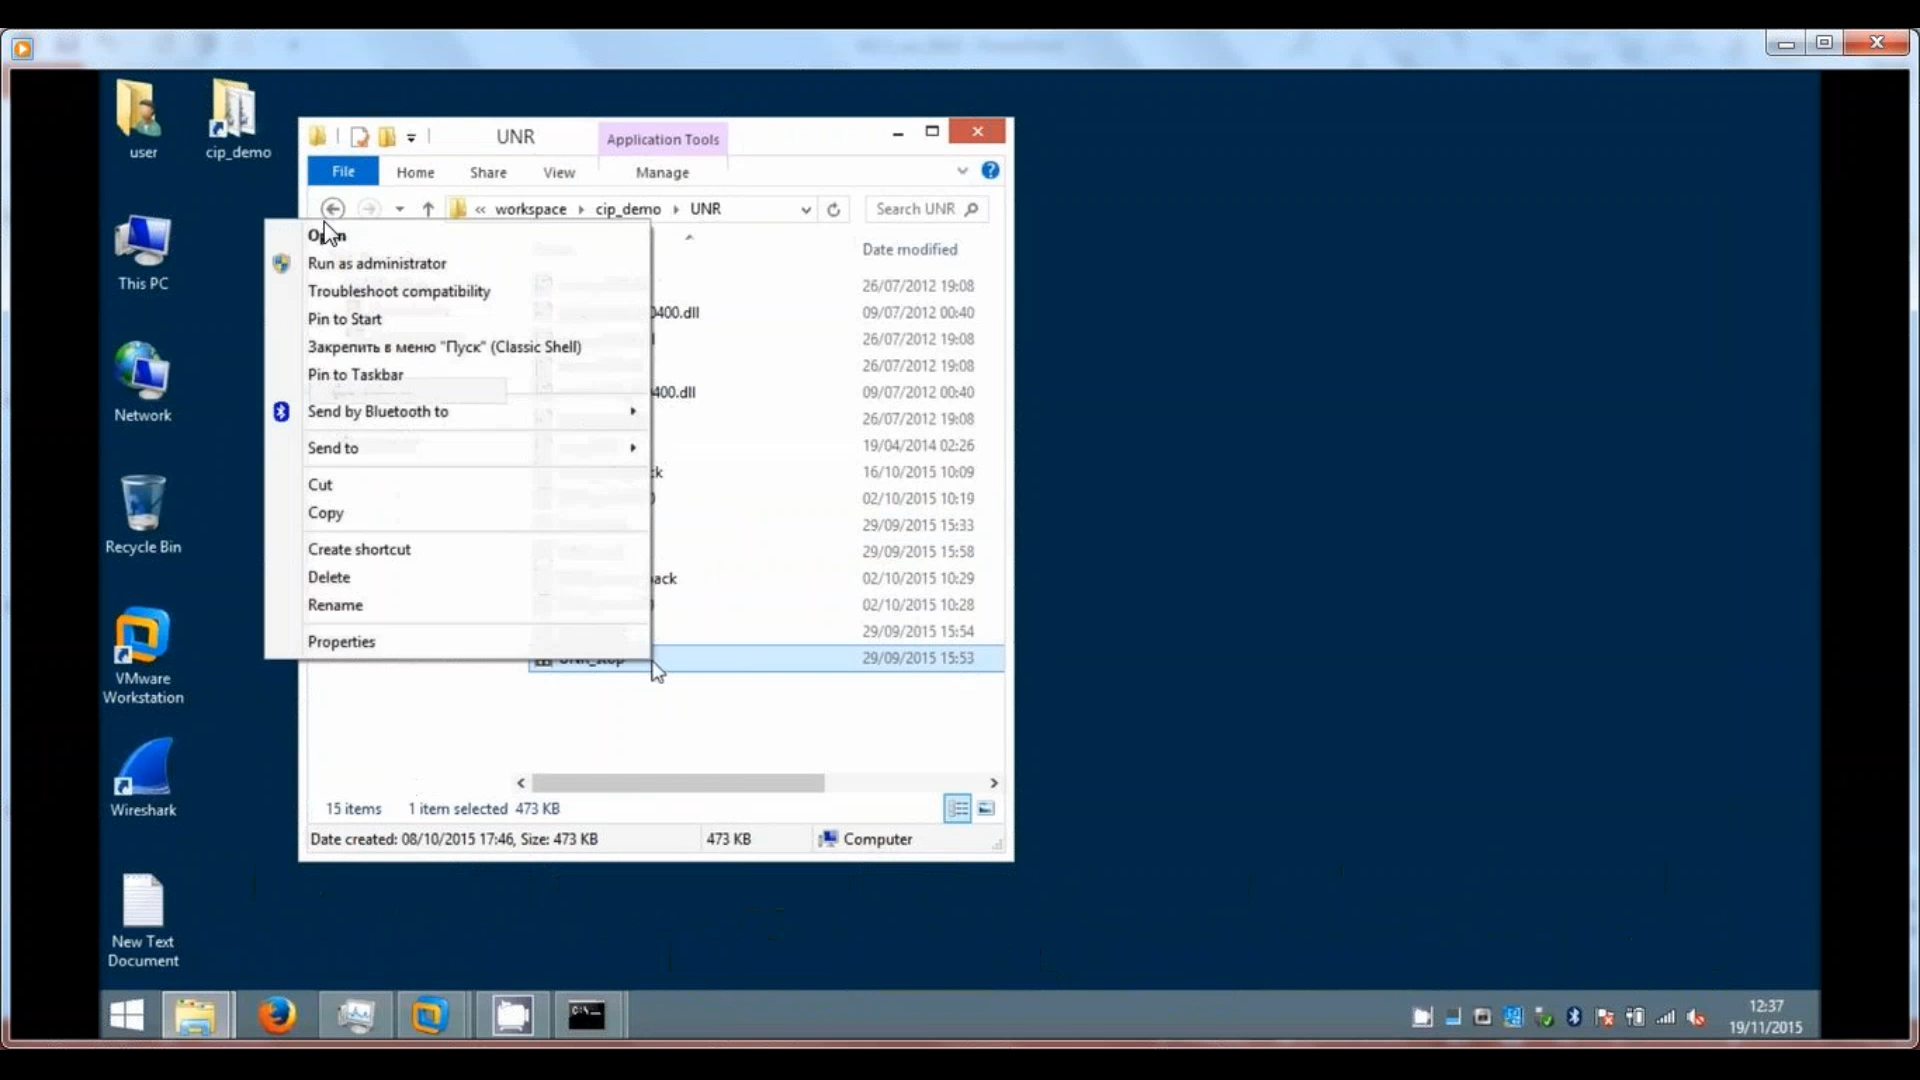 user
cip_demo
This PC
Network
Recycle Bin
VMware
Workstation
Wireshark
New Text
Document
UNR
Application Tools
File
Home
Share
View
Manage
« workspace
cip_demo
UNR
Search UNR
Open
Run as administrator
Troubleshoot compatibility
Pin to Start
Закрепить в меню "Пуск" (Classic Shell)
Pin to Taskbar
Send by Bluetooth to
Send to
Cut
Copy
Create shortcut
Delete
Rename
Properties
Date modified
26/07/2012 19:08
0400.dll 09/07/2012 00:40
26/07/2012 19:08
26/07/2012 19:08
400.dll 09/07/2012 00:40
26/07/2012 19:08
19/04/2014 02:26
16/10/2015 10:09
02/10/2015 10:19
29/09/2015 15:33
29/09/2015 15:58
ack 02/10/2015 10:29
02/10/2015 10:28
29/09/2015 15:54
UNR_stop 29/09/2015 15:53
15 items 1 item selected 473 KB
Date created: 08/10/2015 17:46, Size: 473 KB
473 KB
Computer
12:37
19/11/2015